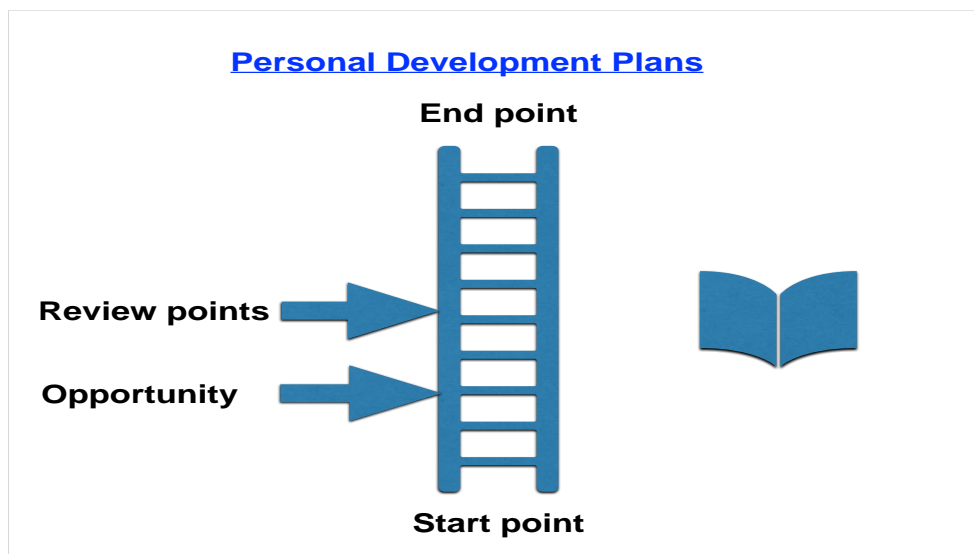 Personal Development Plans
End point
Review points
Opportunity
Start point